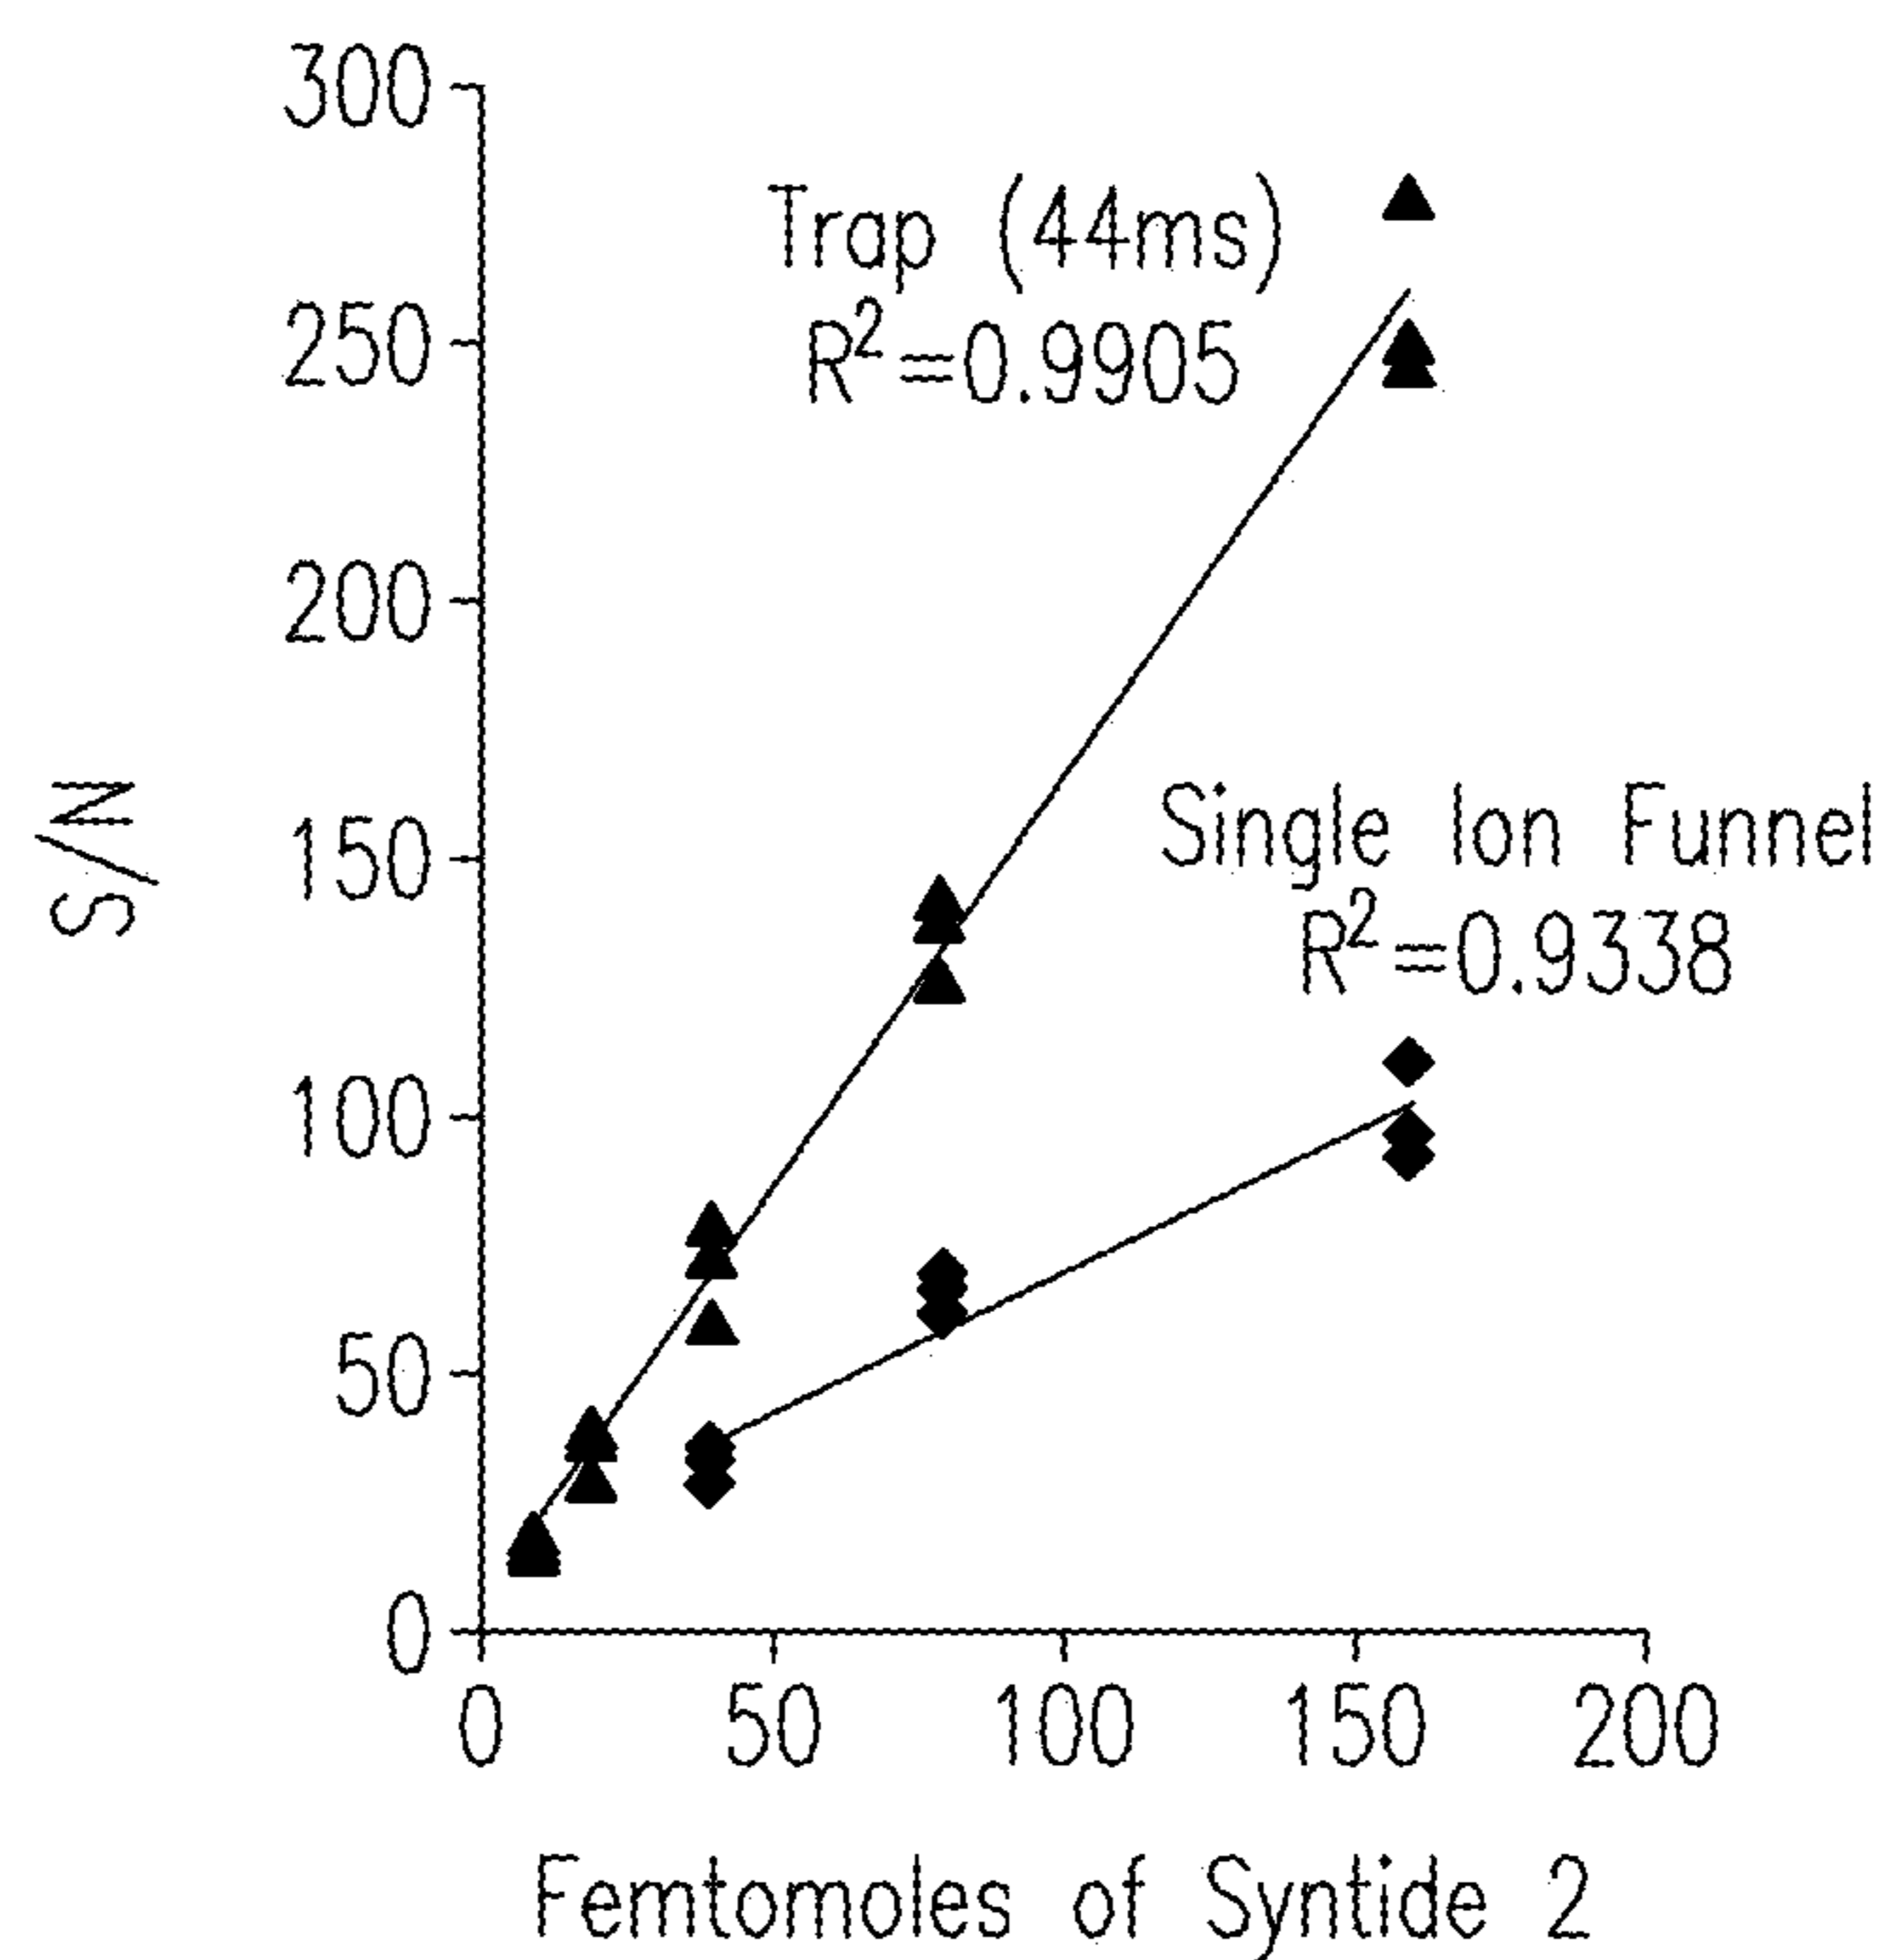 300
Trap (44ms)
R²=0.9905
250
200
S/N
150
Single Ion Funnel
R²=0.9338
100
50
0
0 50 100 150 200
Femtomoles of Syntide 2